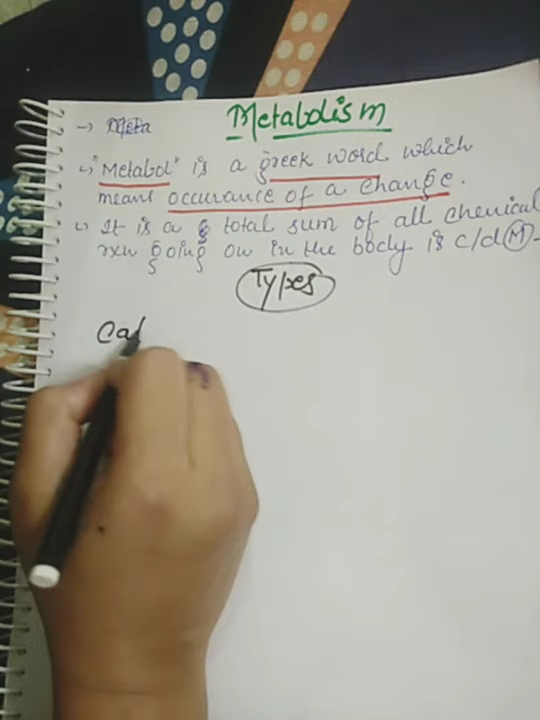 Metabolism
→ Meta
↳ "Metabol" is a greek word which
means occurance of a change.
↳ It is a total sum of all chemical
rxn going on in the body is c/d (M)-
Types
Cat